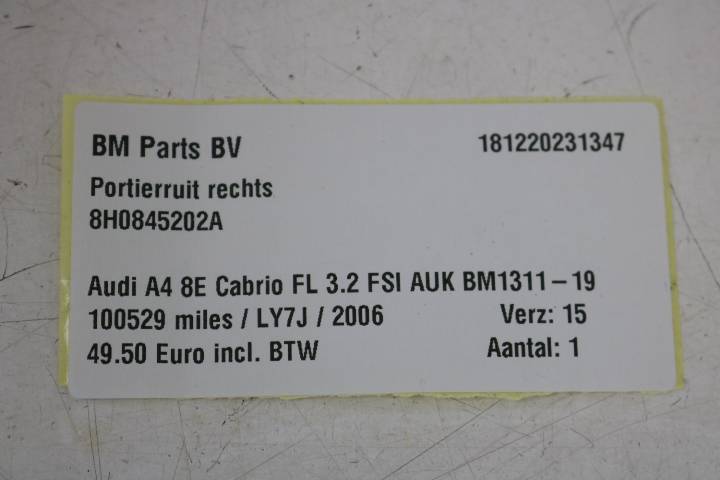 BM Parts BV 181220231347
Portierruit rechts
8H0845202A
Audi A4 8E Cabrio FL 3.2 FSI AUK BM1311-19
100529 miles / LY7J / 2006 Verz: 15
49.50 Euro incl. BTW Aantal: 1